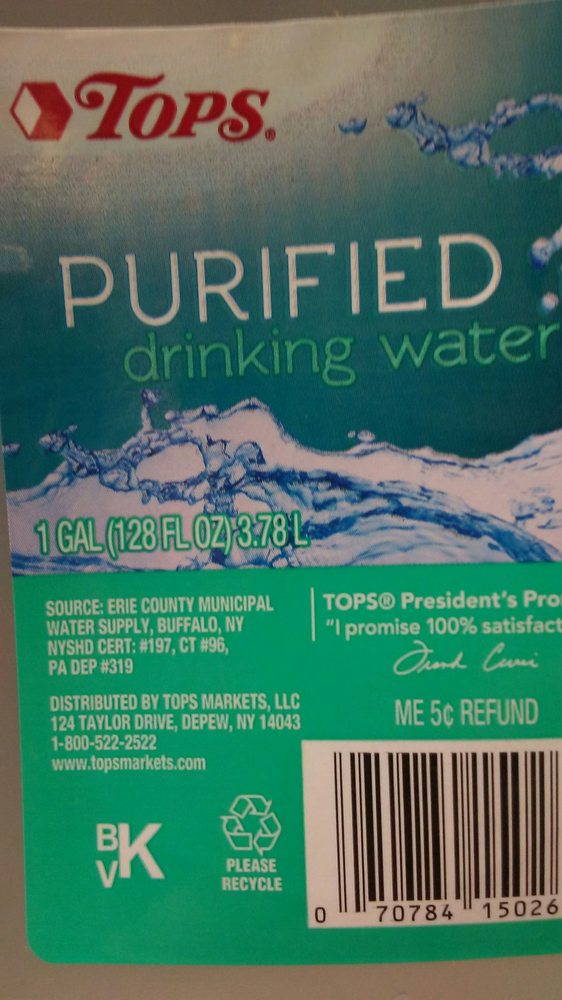 TOPS®
PURIFIED
drinking water
1 GAL (128 FL OZ) 3.78 L
SOURCE: ERIE COUNTY MUNICIPAL
WATER SUPPLY, BUFFALO, NY
NYSHD CERT: #197, CT #96,
PA DEP #319
DISTRIBUTED BY TOPS MARKETS, LLC
124 TAYLOR DRIVE, DEPEW, NY 14043
1-800-522-2522
www.topsmarkets.com
BVK
PLEASE
RECYCLE
TOPS® President's Pro
"I promise 100% satisfact
ME 5¢ REFUND
0 70784 15026